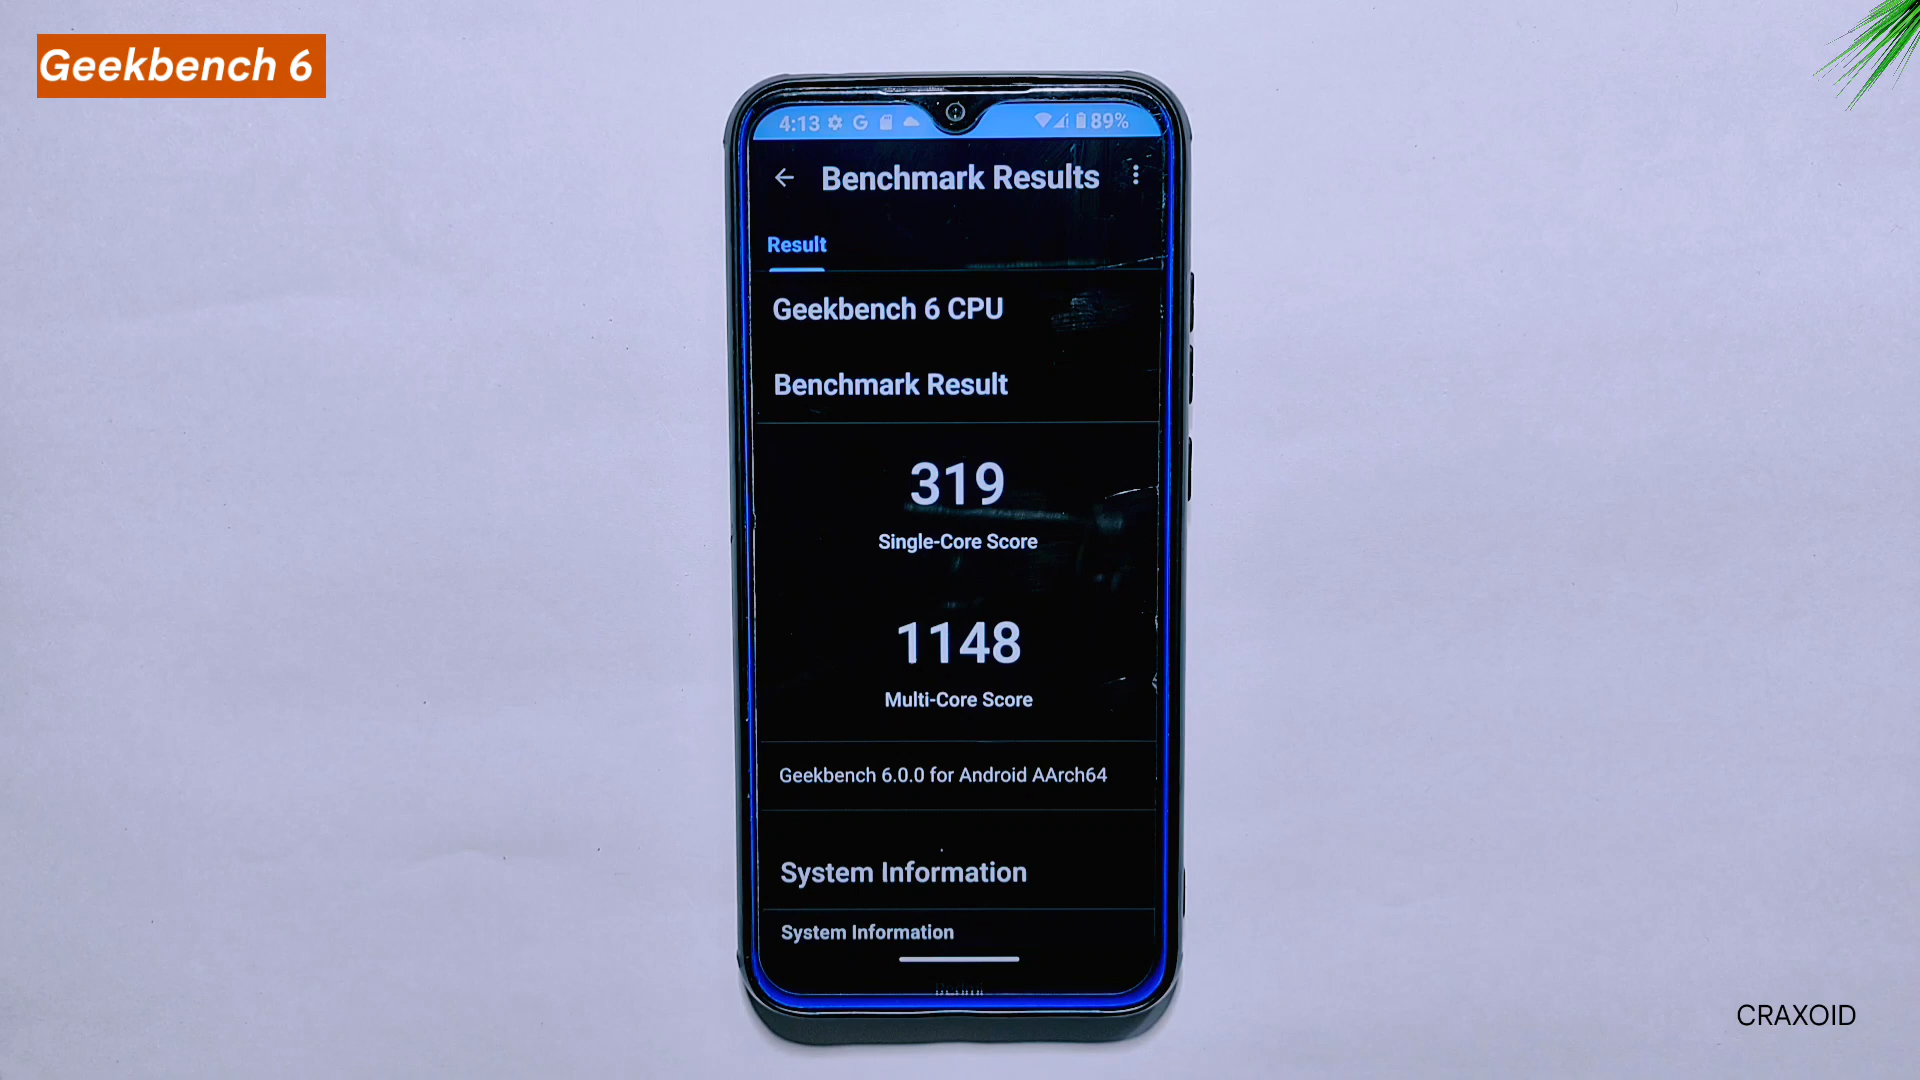 Geekbench 6
4:13 G 89%
Benchmark Results
Result
Geekbench 6 CPU
Benchmark Result
319
Single-Core Score
1148
Multi-Core Score
Geekbench 6.0.0 for Android AArch64
System Information
System Information
CRAXOID